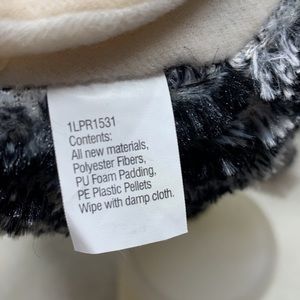 1LPR1531
Contents:
All new materials,
Polyester Fibers,
PU Foam Padding,
PE Plastic Pellets
Wipe with damp cloth.